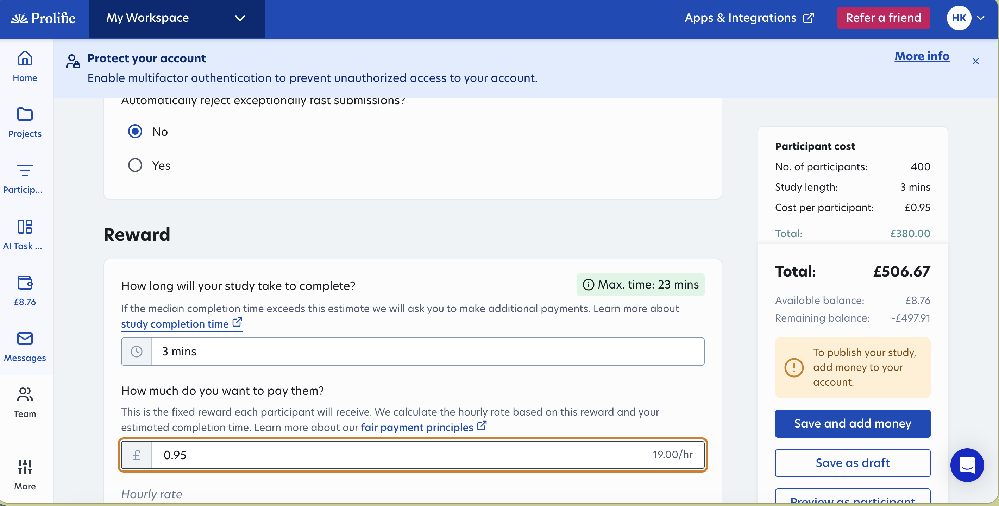 Prolific
My Workspace
Apps & Integrations
Refer a friend
HK
Protect your account
More info
Enable multifactor authentication to prevent unauthorized access to your account.
Home
Projects
Particip...
AI Task ...
£8.76
Messages
Team
More
Automatically reject exceptionally fast submissions?
No
Yes
Reward
How long will your study take to complete?
Max. time: 23 mins
If the median completion time exceeds this estimate we will ask you to make additional payments. Learn more about
study completion time
3 mins
How much do you want to pay them?
This is the fixed reward each participant will receive. We calculate the hourly rate based on this reward and your
estimated completion time. Learn more about our fair payment principles
£ 0.95 19.00/hr
Hourly rate
Participant cost
No. of participants: 400
Study length: 3 mins
Cost per participant: £0.95
Total: £380.00
Total: £506.67
Available balance: £8.76
Remaining balance: -£497.91
To publish your study,
add money to your
account.
Save and add money
Save as draft
Preview as participant